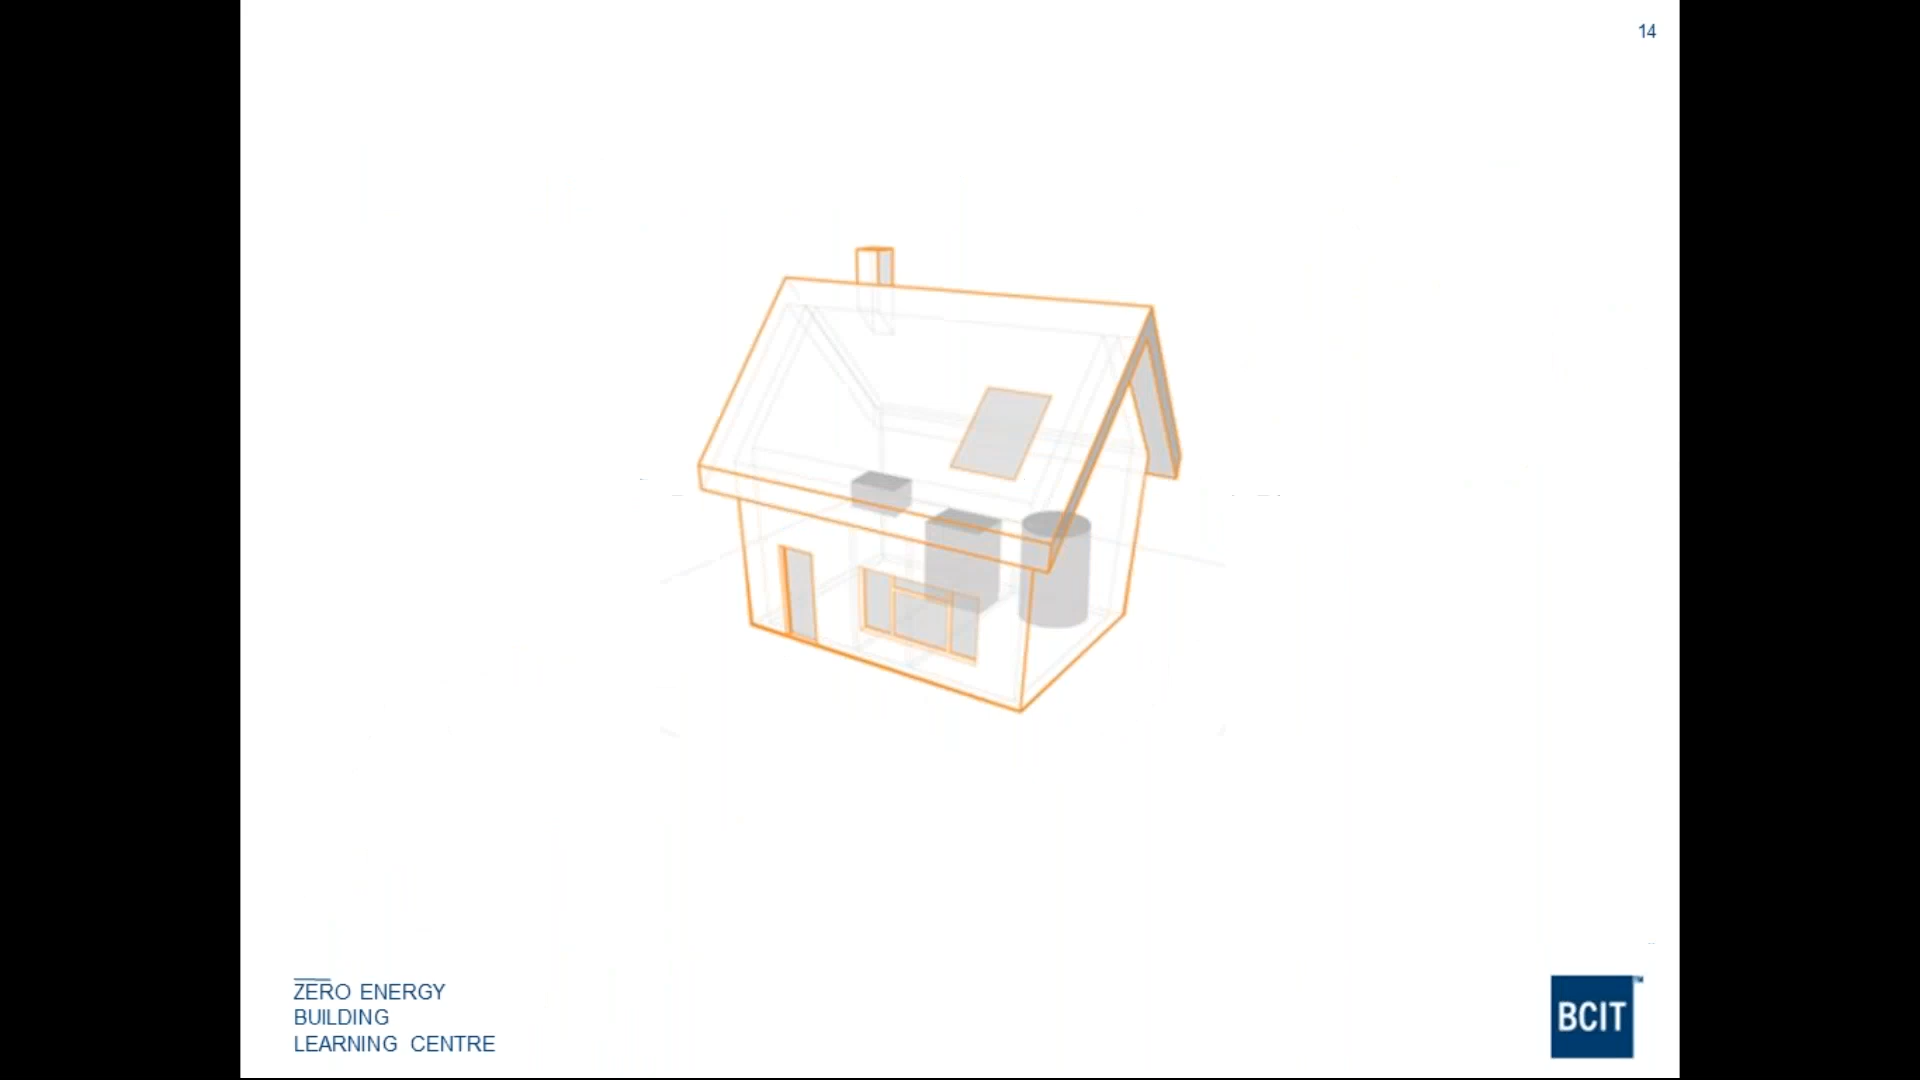 14
ZERO ENERGY
BUILDING
LEARNING CENTRE
BCIT